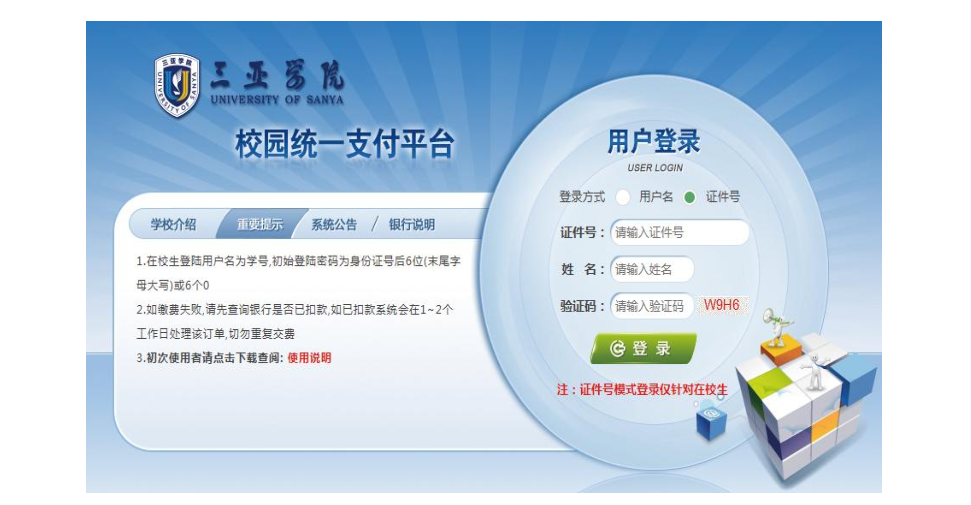 三亚学院
UNIVERSITY OF SANYA
三亚学院
UNIVERSITY OF SANYA
校园统一支付平台
学校介绍 重要提示 系统公告 / 银行说明
1.在校生登陆用户名为学号,初始登陆密码为身份证号后6位(末尾字
母大写)或6个0
2.如缴费失败,请先查询银行是否已扣款,如已扣款系统会在1~2个
工作日处理该订单,切勿重复交费
3.初次使用者请点击下载查阅: 使用说明
用户登录
USER LOGIN
登录方式 用户名 证件号
证件号： 请输入证件号
姓 名： 请输入姓名
验证码： 请输入验证码 W9H6
登 录
注：证件号模式登录仅针对在校生